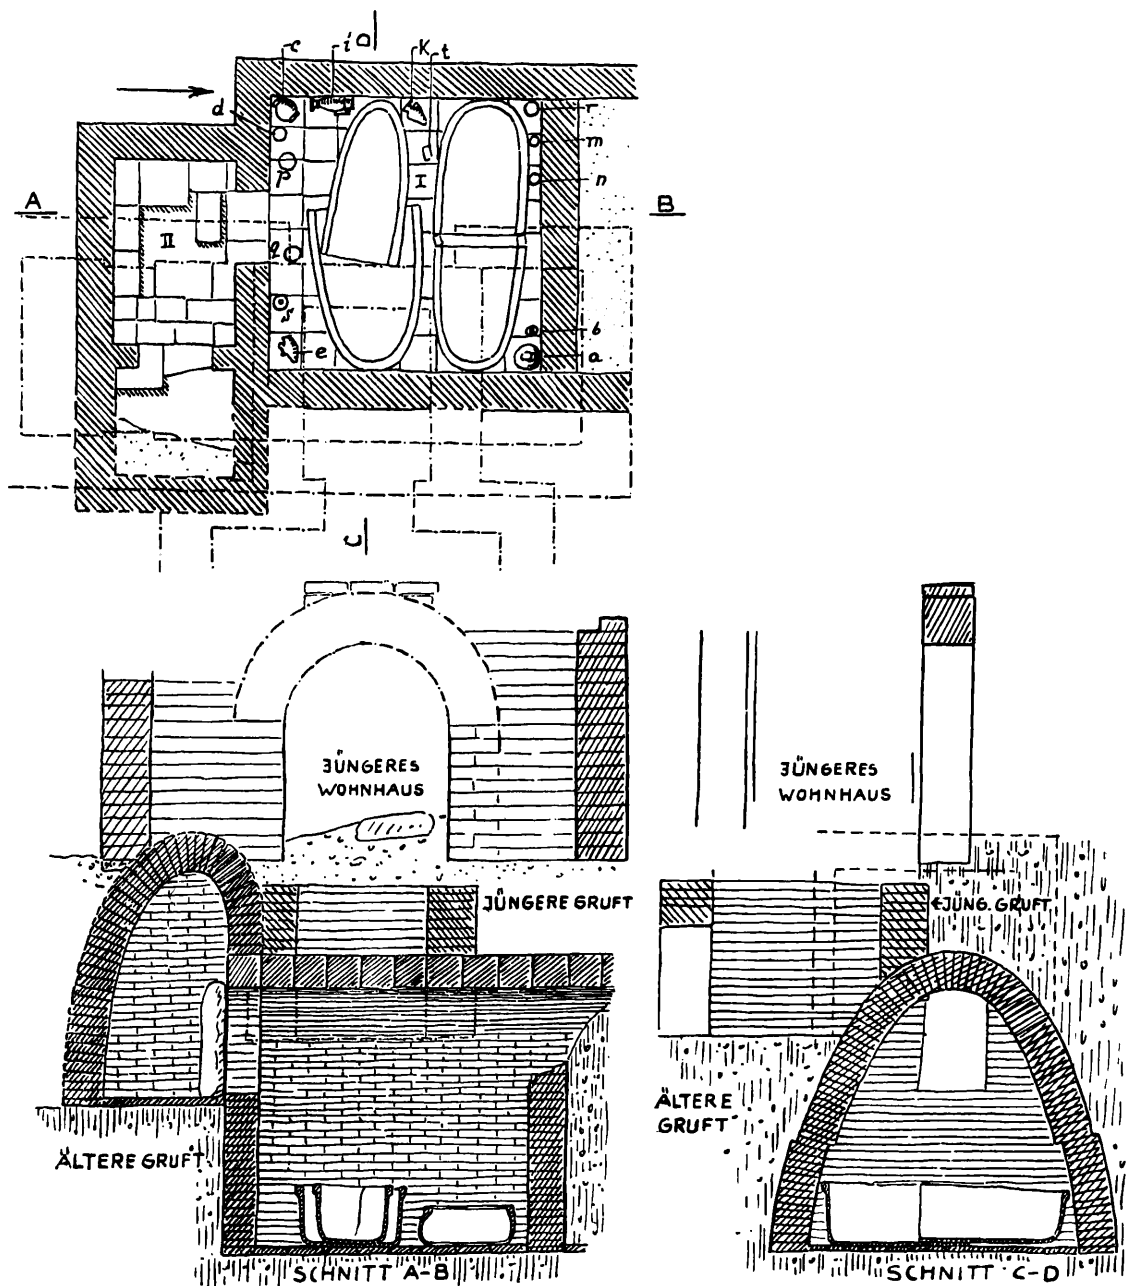 c i D K t
d r
m
p I n
A B
II
q
s b
e a
C
JÜNGERES
WOHNHAUS
JÜNGERES
WOHNHAUS
JÜNGERE GRUFT
←JÜNG. GRUFT
ÄLTERE
GRUFT
ÄLTERE GRUFT
SCHNITT A-B
SCHNITT C-D